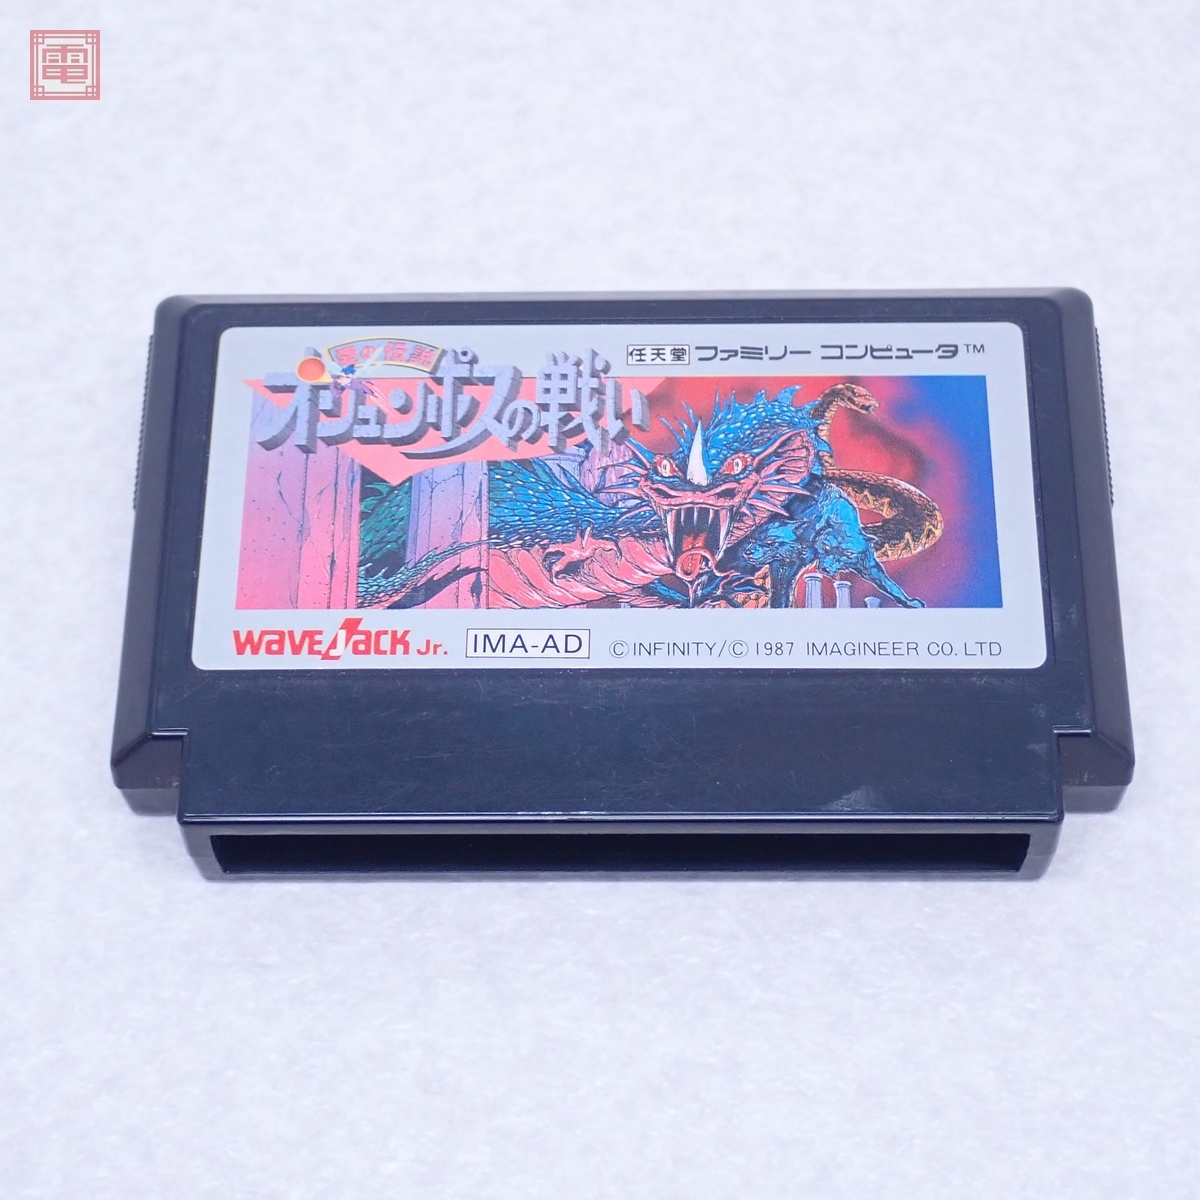 電
愛の伝説
オリュンポスの戦い
任天堂 ファミリー コンピュータ™
WAVE JACK Jr. IMA-AD ©INFINITY/© 1987 IMAGINEER CO. LTD